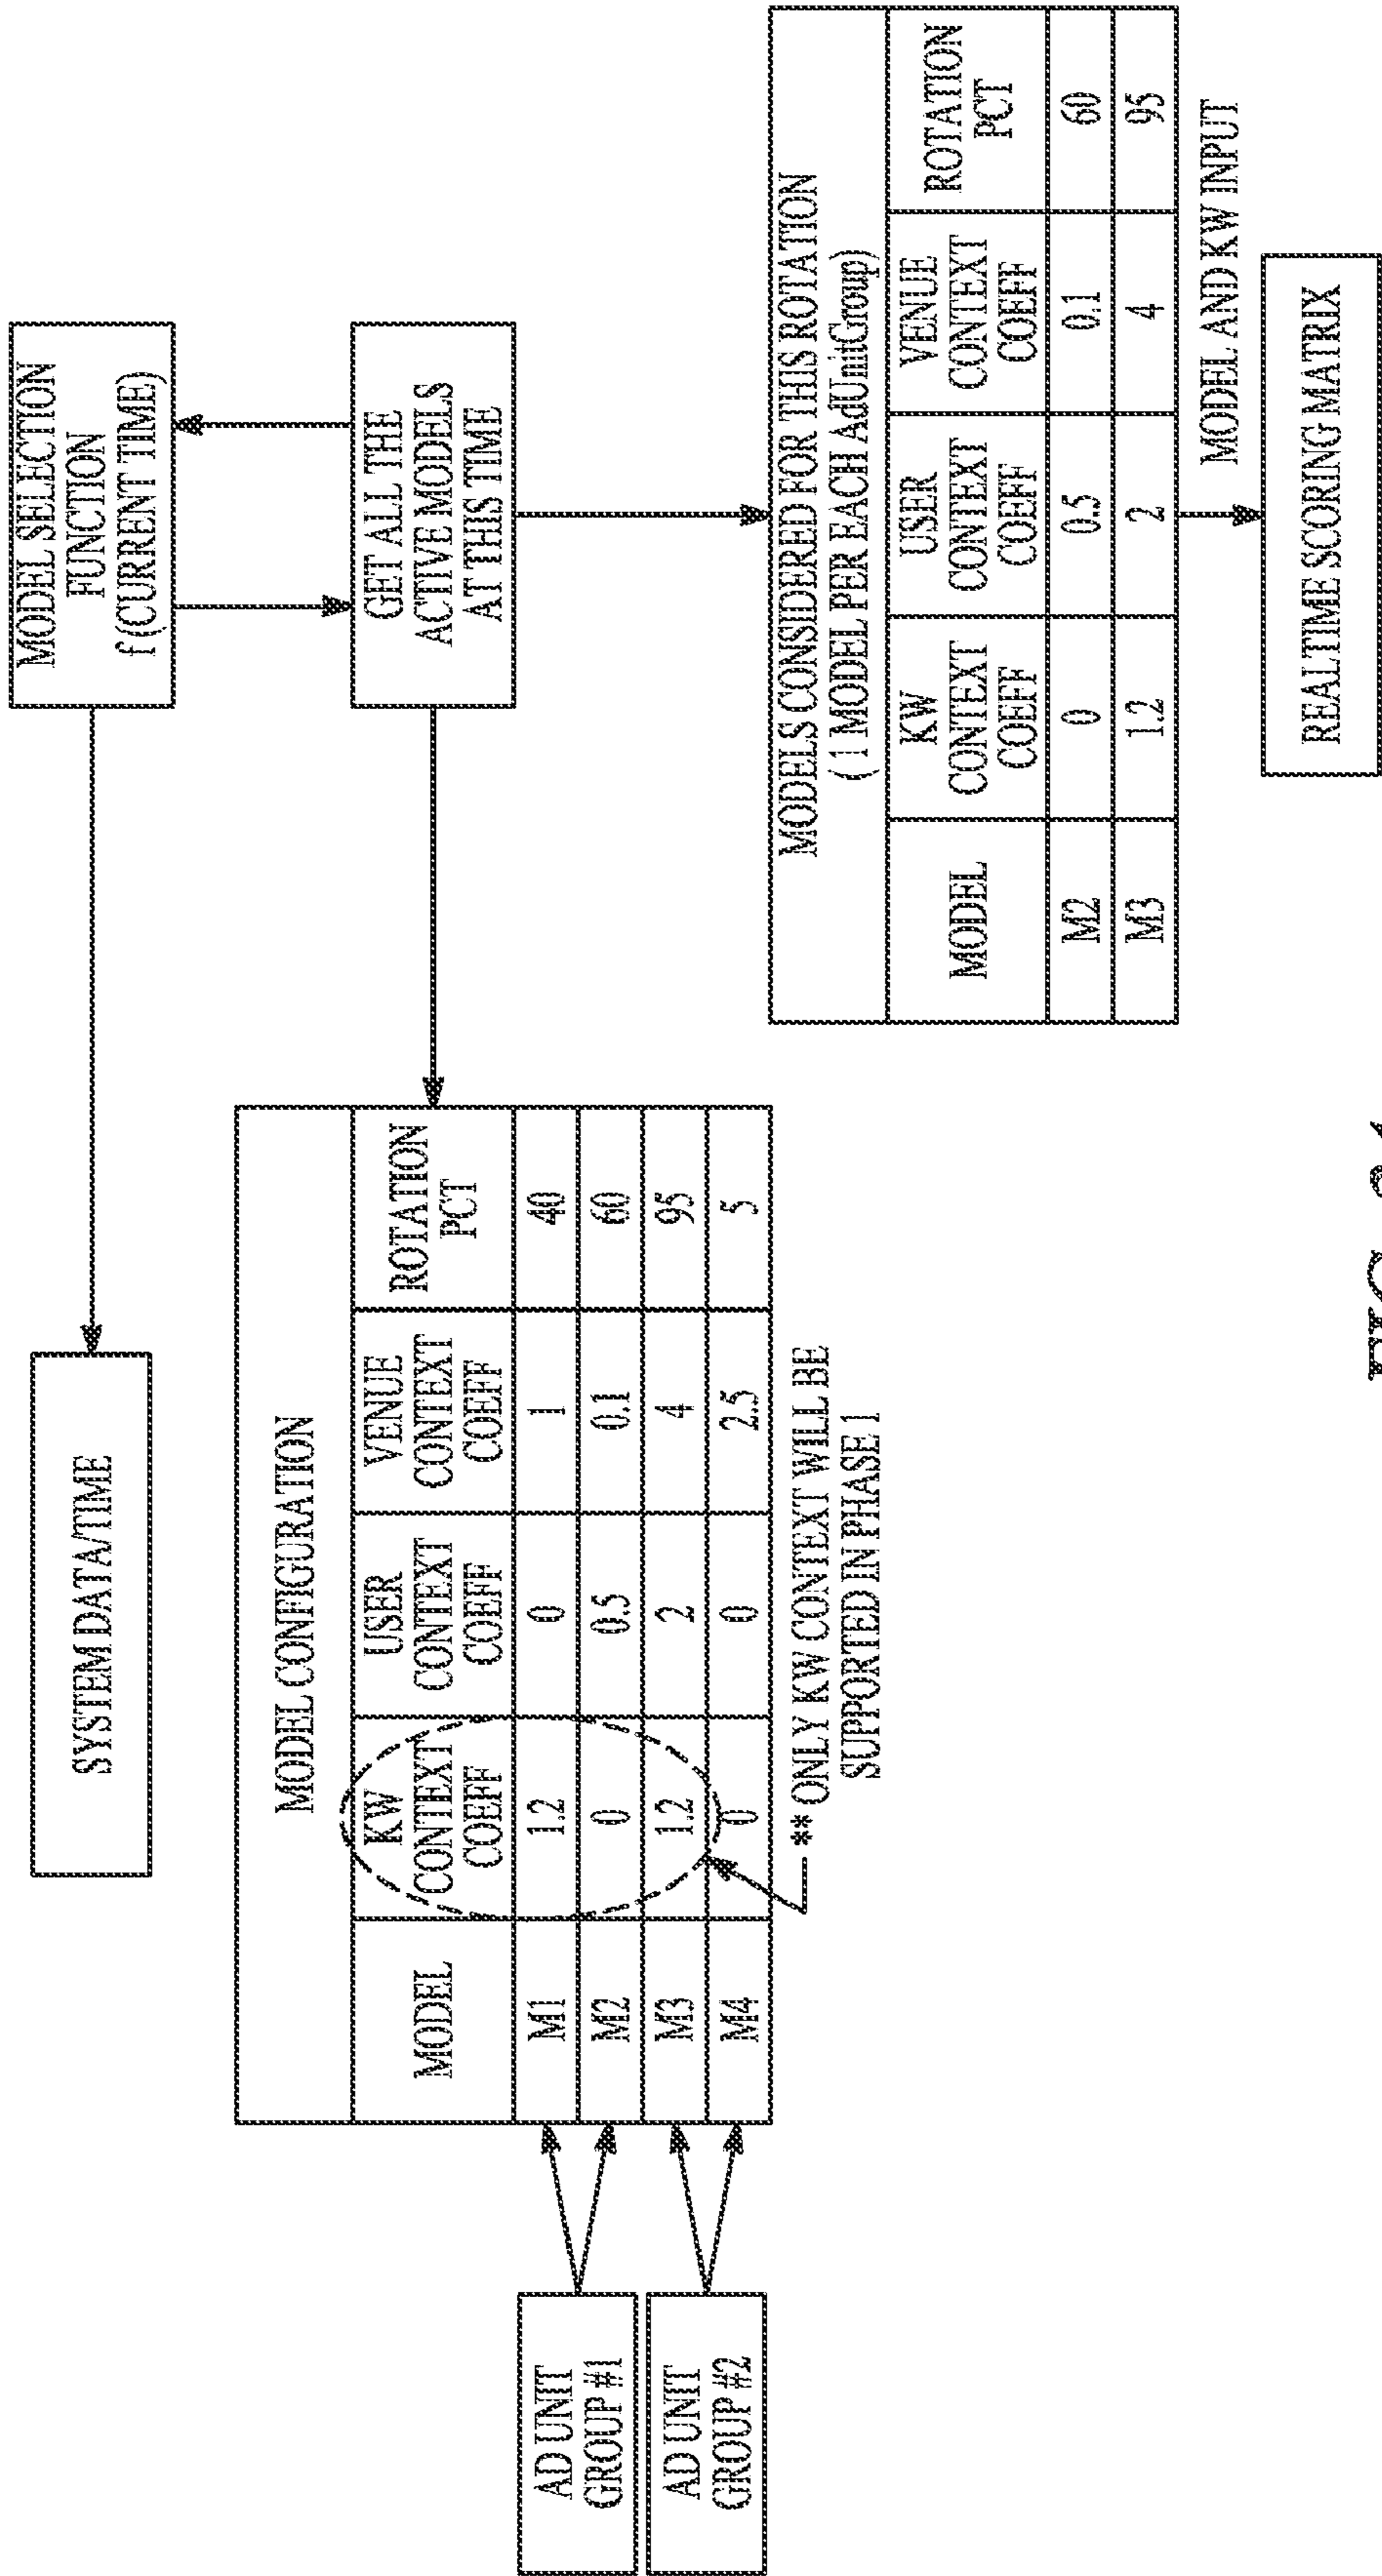 SYSTEM DATA/TIME
MODEL SELECTION
FUNCTION
f (CURRENT TIME)
GET ALL THE
ACTIVE MODELS
AT THIS TIME
AD UNIT
GROUP #1
AD UNIT
GROUP #2
MODEL CONFIGURATION
MODEL
KW
CONTEXT
COEFF
USER
CONTEXT
COEFF
VENUE
CONTEXT
COEFF
ROTATION
PCT
M1 1.2 0 1 40
M2 0 0.5 0.1 60
M3 1.2 2 4 95
M4 0 0 2.5 5
** ONLY KW CONTEXT WILL BE
SUPPORTED IN PHASE 1
MODELS CONSIDERED FOR THIS ROTATION
( 1 MODEL PER EACH AdUnitGroup)
MODEL
KW
CONTEXT
COEFF
USER
CONTEXT
COEFF
VENUE
CONTEXT
COEFF
ROTATION
PCT
M2 0 0.5 0.1 60
M3 1.2 2 4 95
MODEL AND KW INPUT
REALTIME SCORING MATRIX